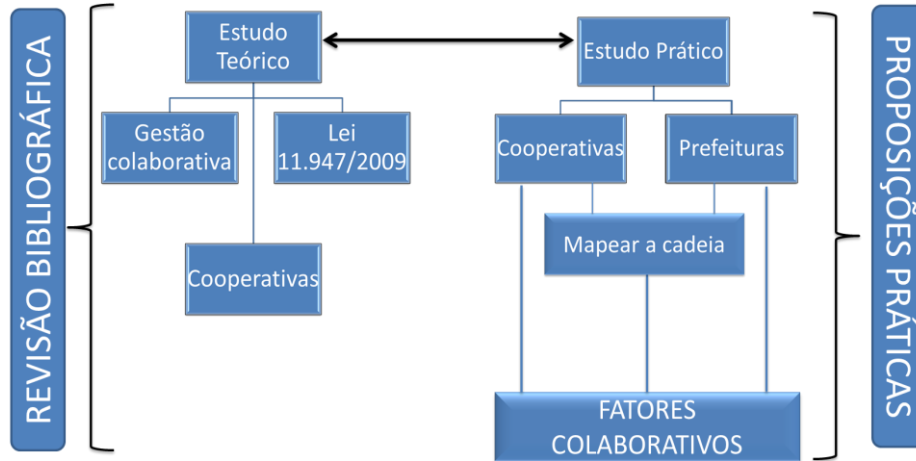 REVISÃO BIBLIOGRÁFICA
Estudo
Teórico
Gestão
colaborativa
Lei
11.947/2009
Cooperativas
Estudo Prático
Cooperativas
Prefeituras
Mapear a cadeia
FATORES
COLABORATIVOS
PROPOSIÇÕES PRÁTICAS